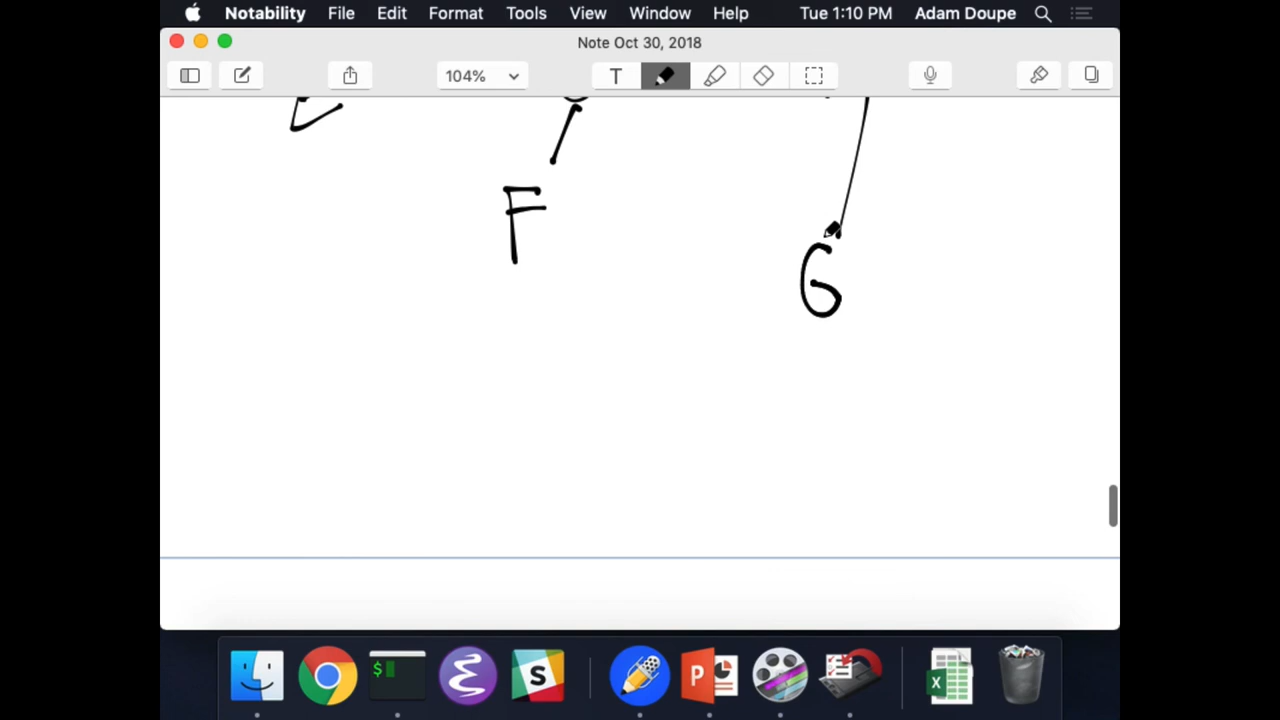 Notability File Edit Format Tools View Window Help Tue 1:10 PM Adam Doupe
Note Oct 30, 2018
104% T
F
G
$ S P X